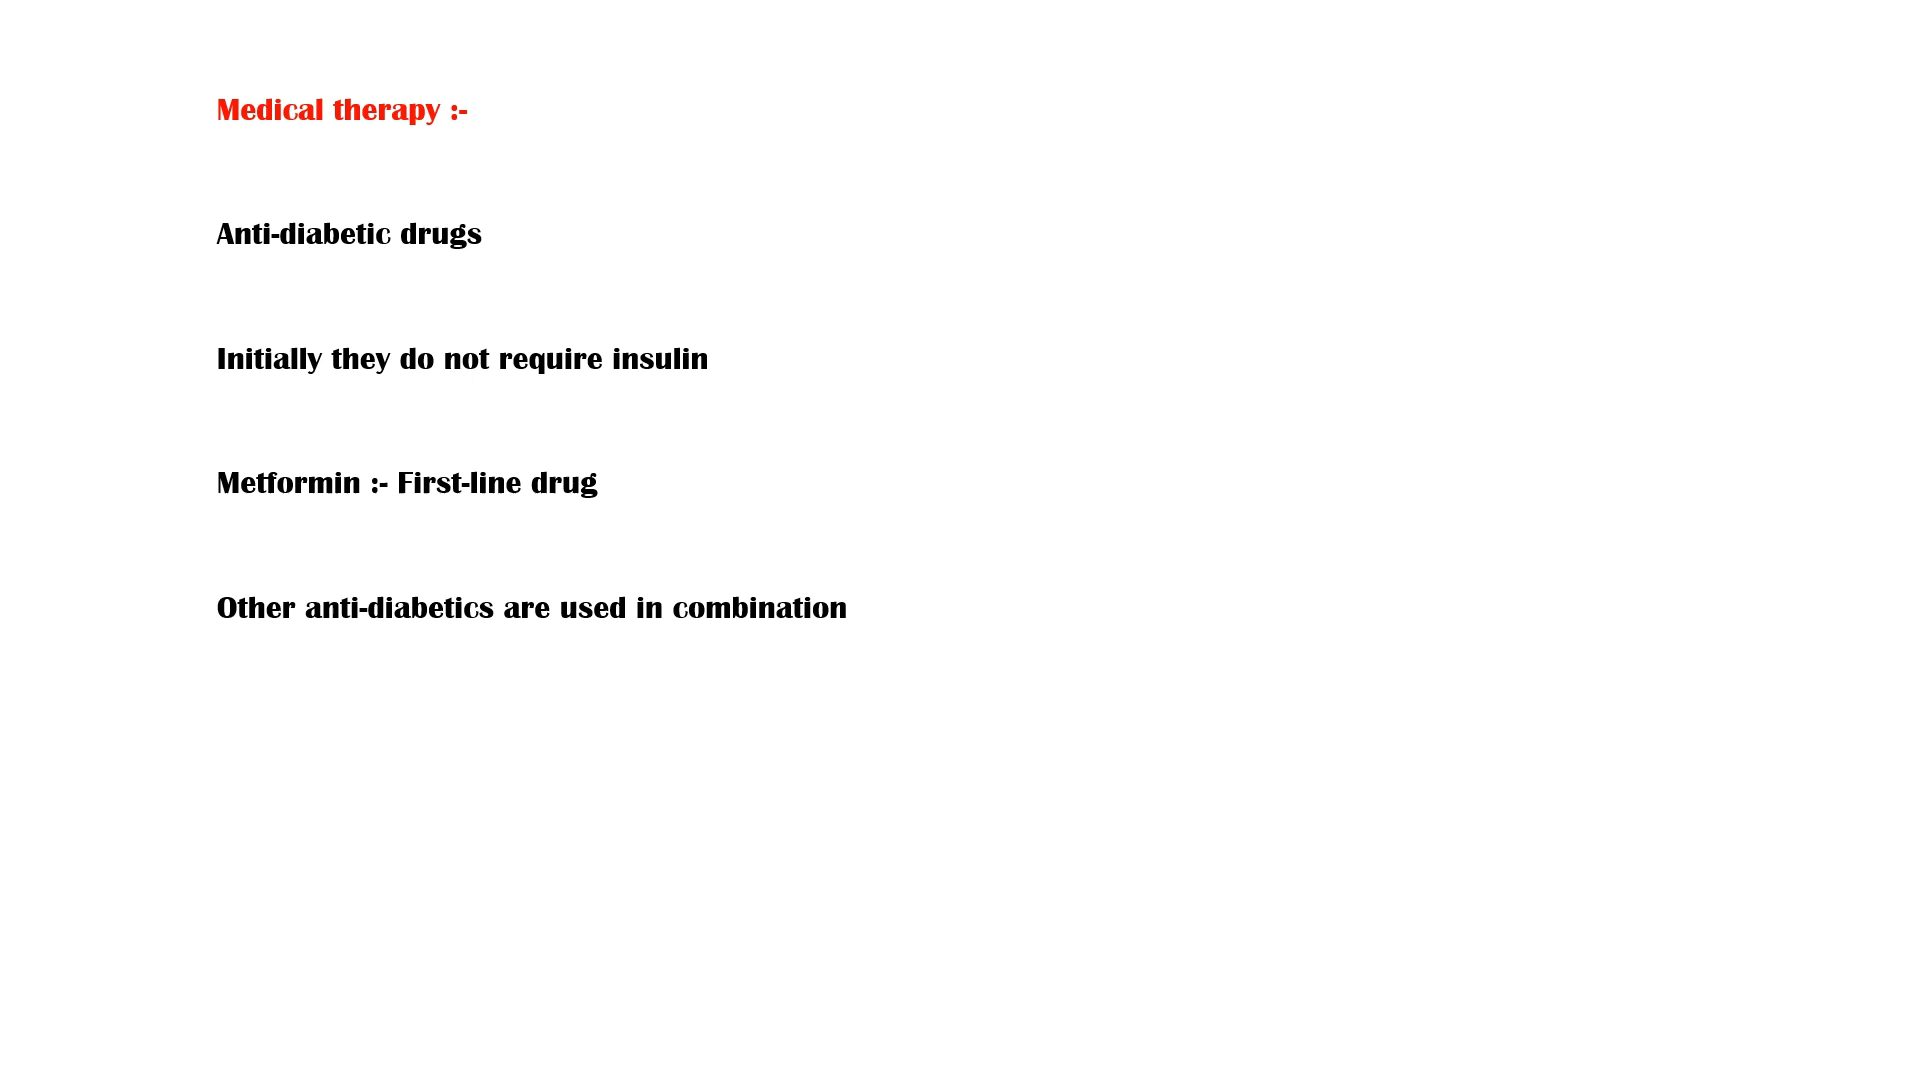 Medical therapy :-
Anti-diabetic drugs
Initially they do not require insulin
Metformin :- First-line drug
Other anti-diabetics are used in combination